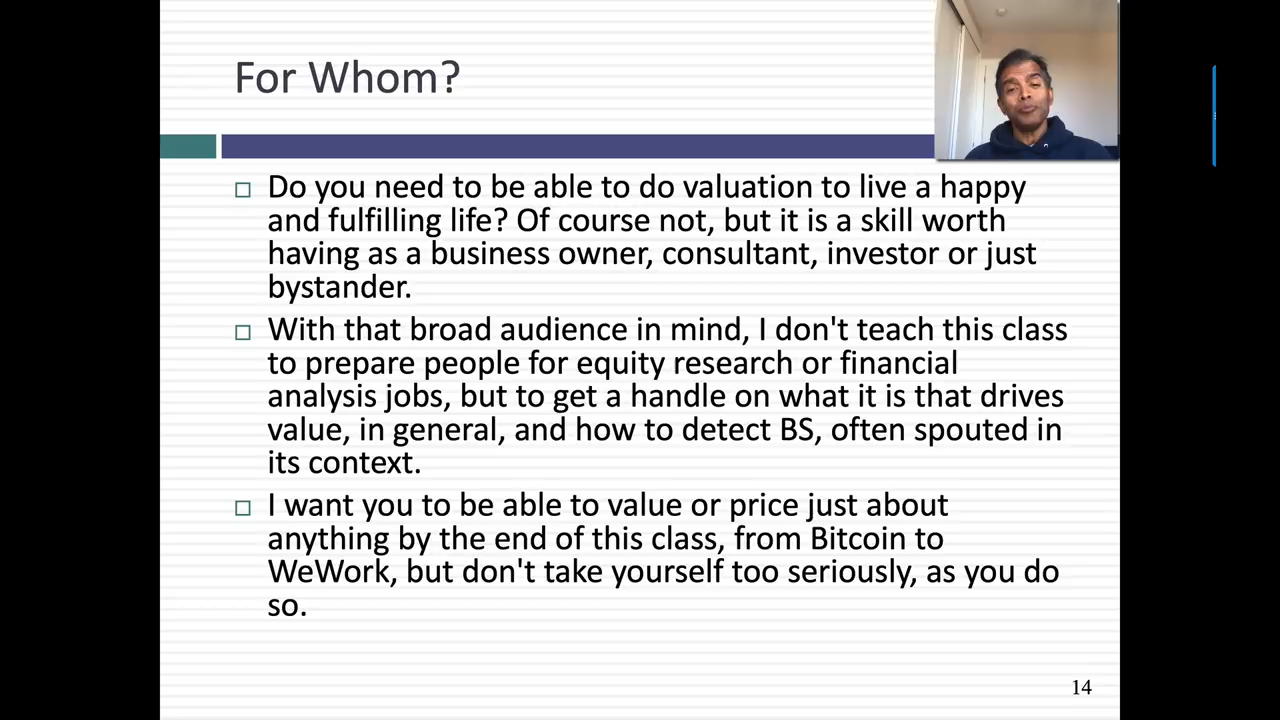 For Whom?
Do you need to be able to do valuation to live a happy
and fulfilling life? Of course not, but it is a skill worth
having as a business owner, consultant, investor or just
bystander.
With that broad audience in mind, I don't teach this class
to prepare people for equity research or financial
analysis jobs, but to get a handle on what it is that drives
value, in general, and how to detect BS, often spouted in
its context.
I want you to be able to value or price just about
anything by the end of this class, from Bitcoin to
WeWork, but don't take yourself too seriously, as you do
so.
14